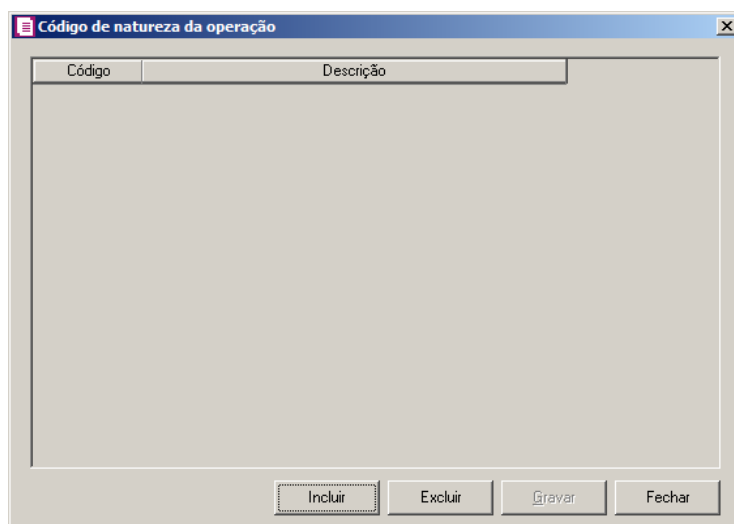 Código de natureza da operação
Código Descrição
Incluir Excluir Gravar Fechar